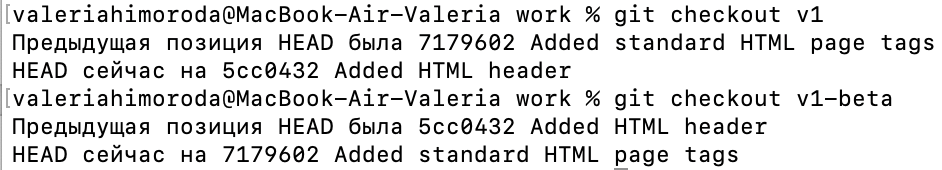 [valeriahimoroda@MacBook-Air-Valeria work % git checkout v1
Предыдущая позиция HEAD была 7179602 Added standard HTML page tags
HEAD сейчас на 5cc0432 Added HTML header
[valeriahimoroda@MacBook-Air-Valeria work % git checkout v1-beta
Предыдущая позиция HEAD была 5cc0432 Added HTML header
HEAD сейчас на 7179602 Added standard HTML page tags